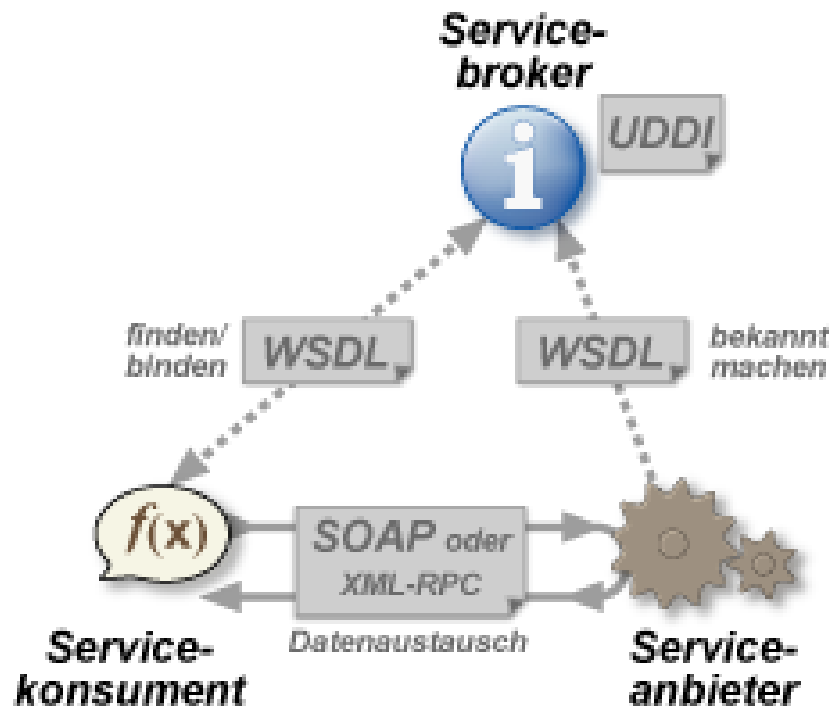 Service-
broker
i
UDDI
finden/
binden
WSDL
WSDL
bekannt
machen
f(x)
SOAP oder
XML-RPC
Datenaustausch
Service-
konsument
Service-
anbieter